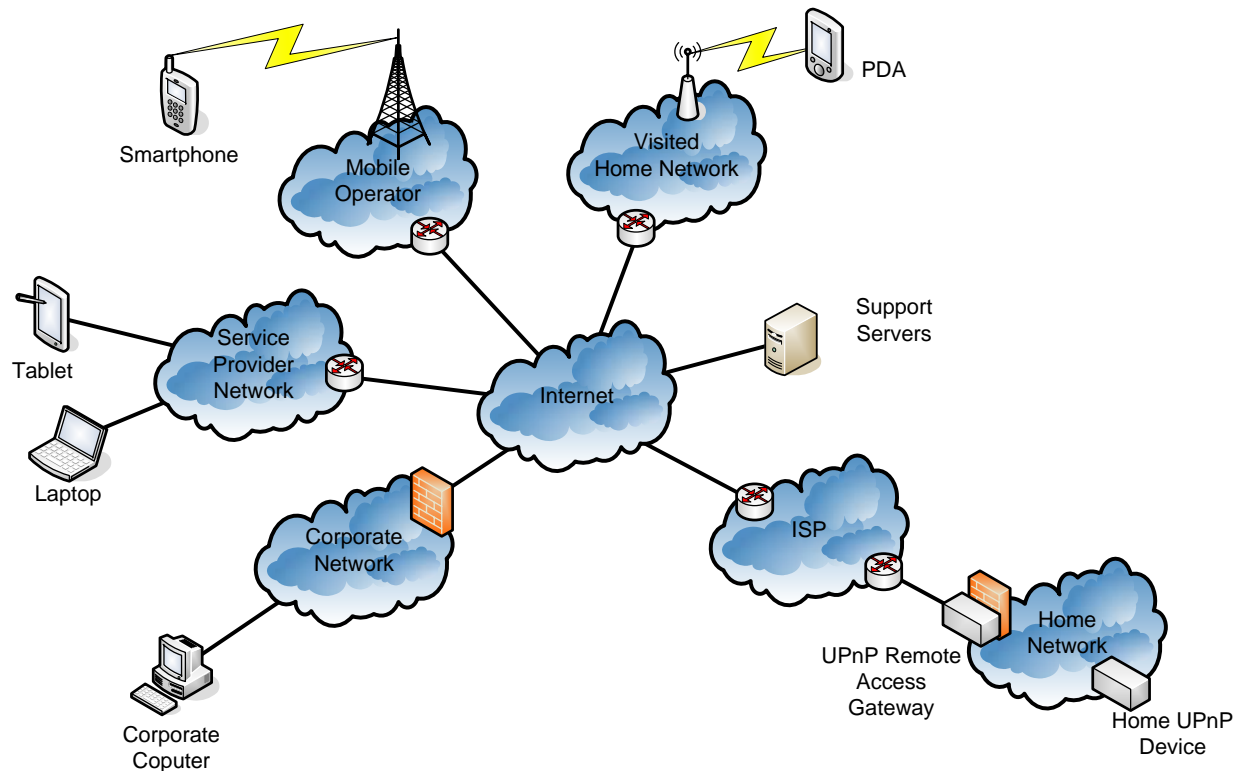 PDA
Smartphone
Visited
Home Network
Mobile
Operator
Support
Servers
Service
Provider
Network
Tablet
Internet
Laptop
Corporate
Network
ISP
Home
Network
UPnP Remote
Access
Gateway
Home UPnP
Device
Corporate
Coputer